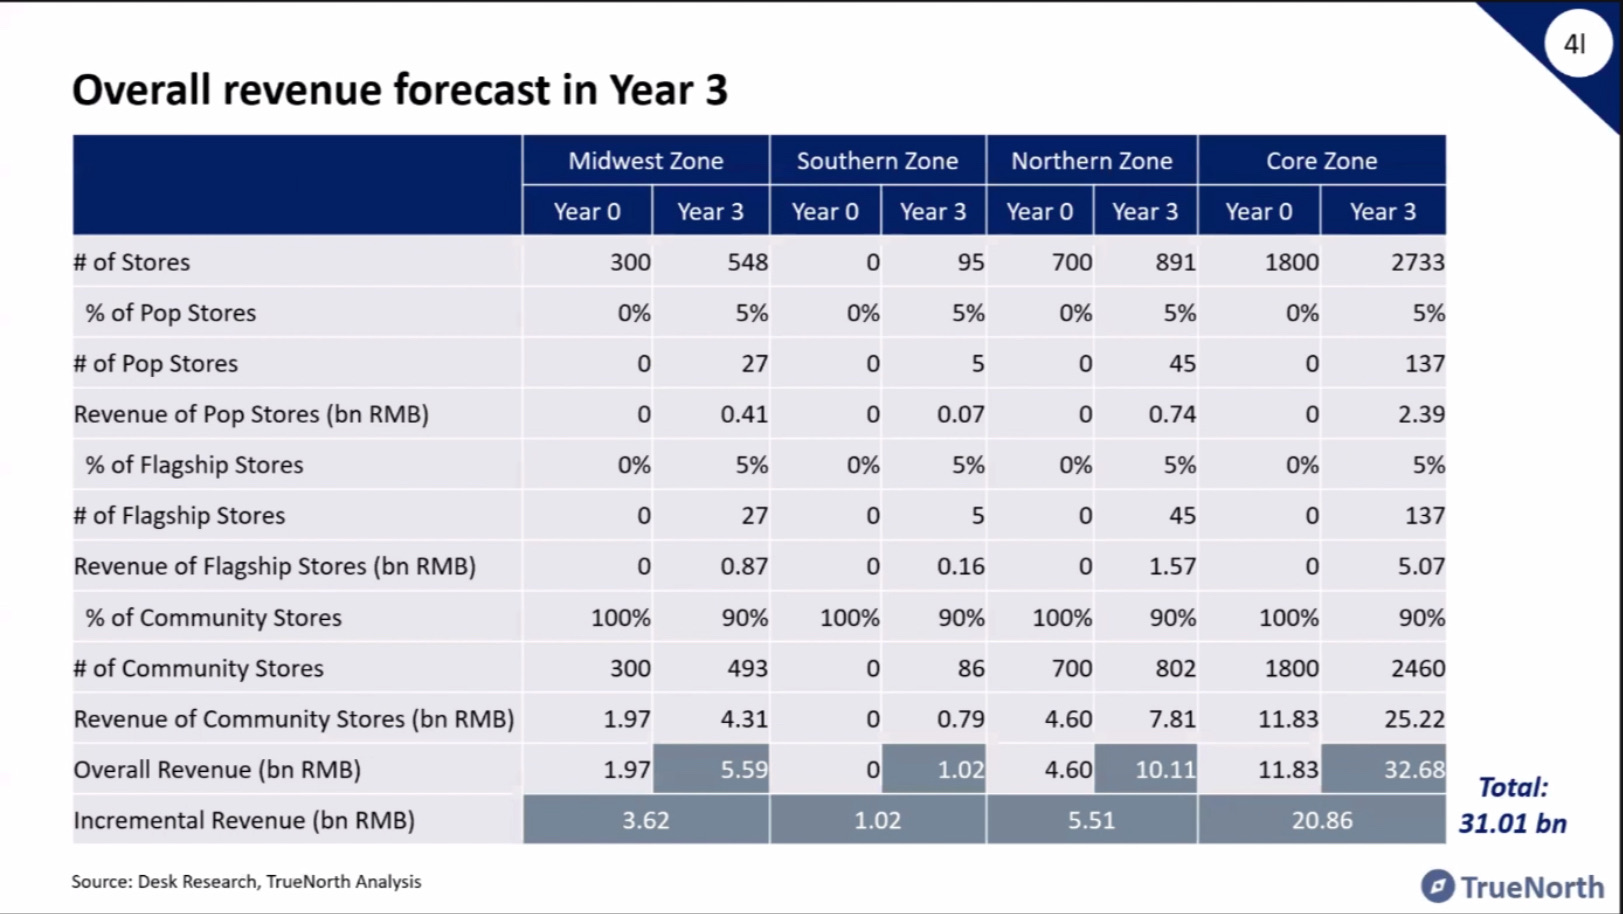 4l
Overall revenue forecast in Year 3
Midwest Zone Southern Zone Northern Zone Core Zone
Year 0 Year 3 Year 0 Year 3 Year 0 Year 3 Year 0 Year 3
# of Stores 300 548 0 95 700 891 1800 2733
% of Pop Stores 0% 5% 0% 5% 0% 5% 0% 5%
# of Pop Stores 0 27 0 5 0 45 0 137
Revenue of Pop Stores (bn RMB) 0 0.41 0 0.07 0 0.74 0 2.39
% of Flagship Stores 0% 5% 0% 5% 0% 5% 0% 5%
# of Flagship Stores 0 27 0 5 0 45 0 137
Revenue of Flagship Stores (bn RMB) 0 0.87 0 0.16 0 1.57 0 5.07
% of Community Stores 100% 90% 100% 90% 100% 90% 100% 90%
# of Community Stores 300 493 0 86 700 802 1800 2460
Revenue of Community Stores (bn RMB) 1.97 4.31 0 0.79 4.60 7.81 11.83 25.22
Overall Revenue (bn RMB) 1.97 5.59 0 1.02 4.60 10.11 11.83 32.68
Incremental Revenue (bn RMB) 3.62 1.02 5.51 20.86
Total:
31.01 bn
Source: Desk Research, TrueNorth Analysis
TrueNorth